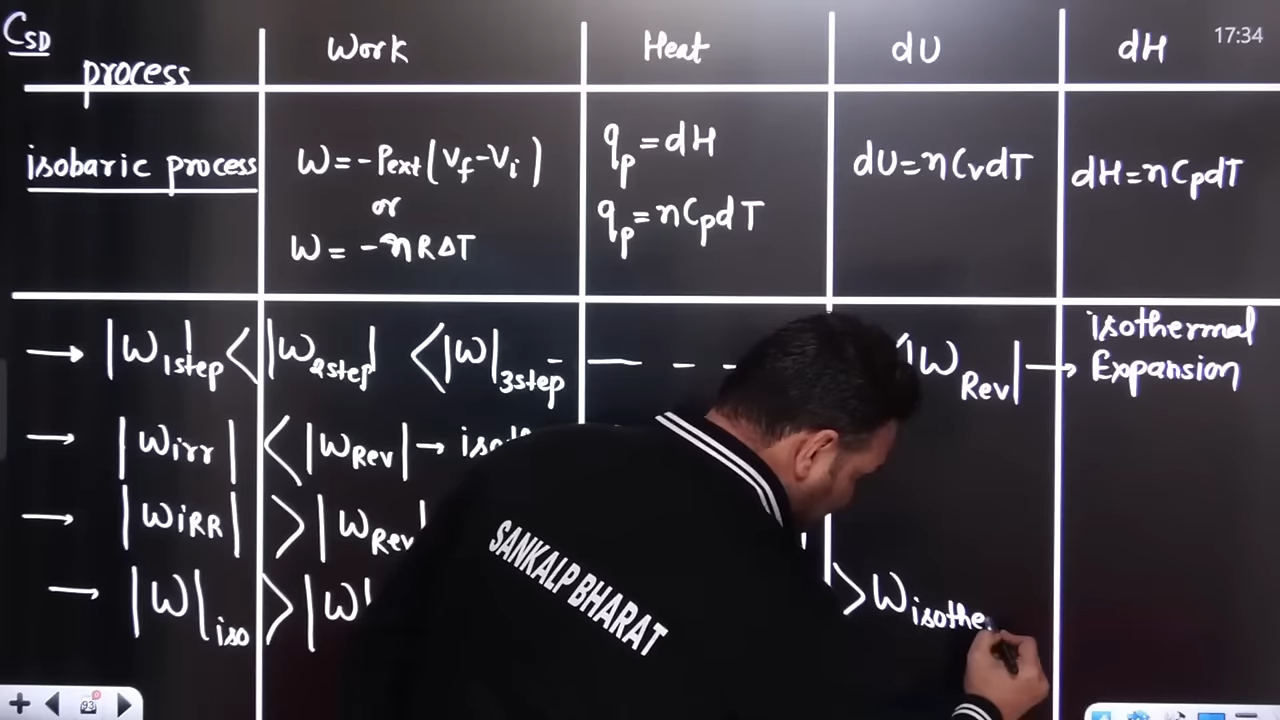 CSD
17:34
process Work Heat dU dH
isobaric process
W = -Pext(Vf-Vi)
or
W = -nRΔT
qp = dH
qp = nCpdT
dU = nCvdT
dH = nCpdT
→ |W1step| < |W2step| < |W|3step - — - - |WRev| → isothermal Expansion
→ |Wirr| < |WRev| →
→ |WiRR| > |WRev|
→ |W|iso > |W| > Wisothe
SANKALP BHARAT
93